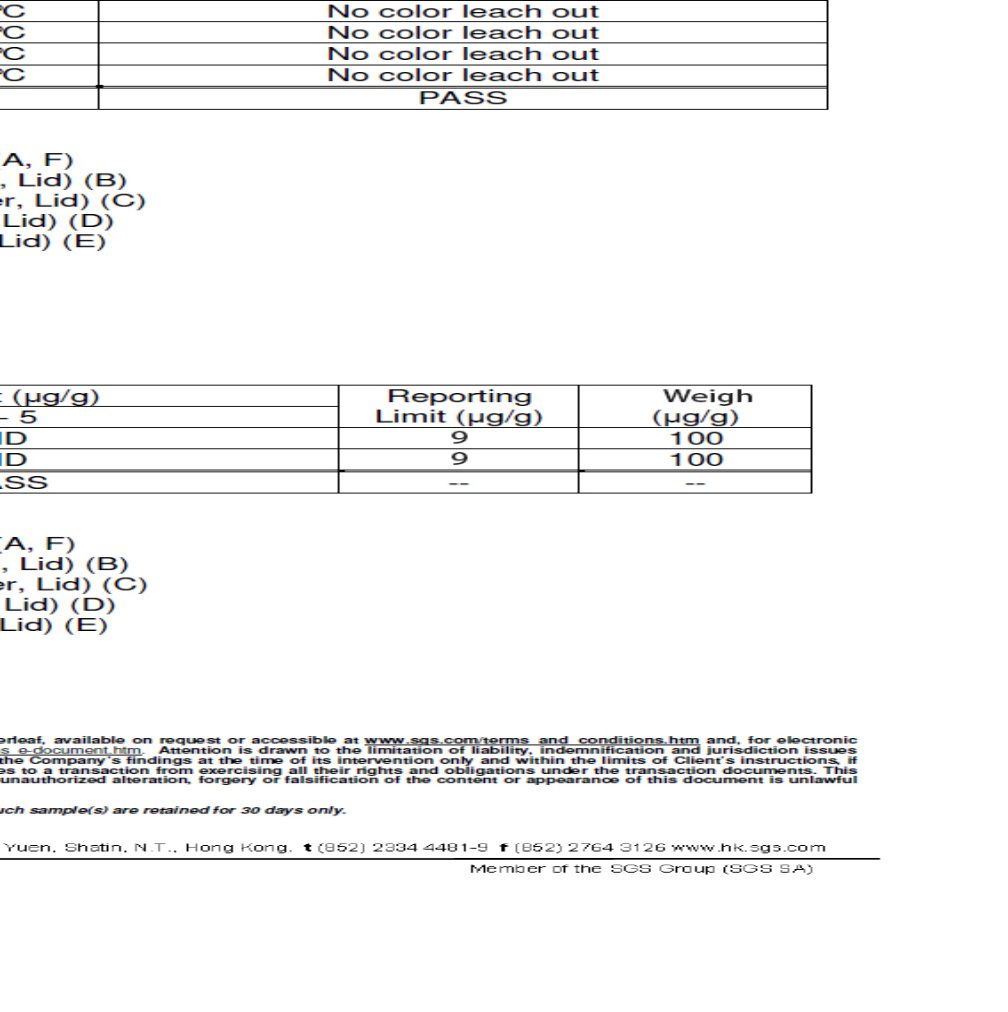 °C No color leach out
°C No color leach out
°C No color leach out
°C No color leach out
PASS
(A, F)
, Lid) (B)
er, Lid) (C)
Lid) (D)
Lid) (E)
t (µg/g) Reporting Weigh
- 5 Limit (µg/g) (µg/g)
ND 9 100
ND 9 100
ASS -- --
(A, F)
, Lid) (B)
er, Lid) (C)
Lid) (D)
Lid) (E)
erleaf, available on request or accessible at www.sgs.com/terms_and_conditions.htm and, for electronic
s_e-document.htm. Attention is drawn to the limitation of liability, indemnification and jurisdiction issues
the Company's findings at the time of its intervention only and within the limits of Client's instructions, if
es to a transaction from exercising all their rights and obligations under the transaction documents. This
unauthorized alteration, forgery or falsification of the content or appearance of this document is unlawful
uch sample(s) are retained for 30 days only.
Yuen, Shatin, N.T., Hong Kong. t (852) 2334 4481-9 f (852) 2764 3126 www.hk.sgs.com
Member of the SGS Group (SGS SA)